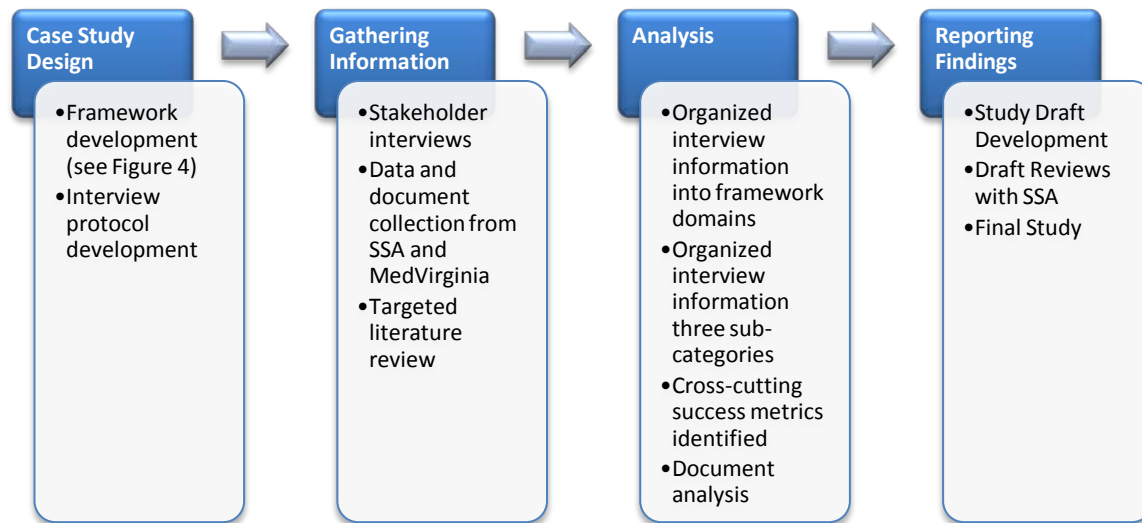 Case Study
Design
•Framework
development
(see Figure 4)
•Interview
protocol
development
Gathering
Information
•Stakeholder
interviews
•Data and
document
collection from
SSA and
MedVirginia
•Targeted
literature
review
Analysis
•Organized
interview
information
into framework
domains
•Organized
interview
information
three sub-
categories
•Cross-cutting
success metrics
identified
•Document
analysis
Reporting
Findings
•Study Draft
Development
•Draft Reviews
with SSA
•Final Study